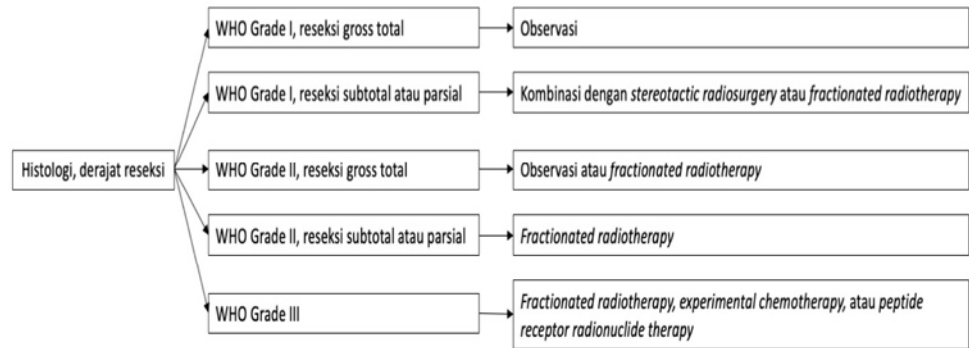 Histologi, derajat reseksi
WHO Grade I, reseksi gross total
Observasi
WHO Grade I, reseksi subtotal atau parsial
Kombinasi dengan stereotactic radiosurgery atau fractionated radiotherapy
WHO Grade II, reseksi gross total
Observasi atau fractionated radiotherapy
WHO Grade II, reseksi subtotal atau parsial
Fractionated radiotherapy
WHO Grade III
Fractionated radiotherapy, experimental chemotherapy, atau peptide
receptor radionuclide therapy